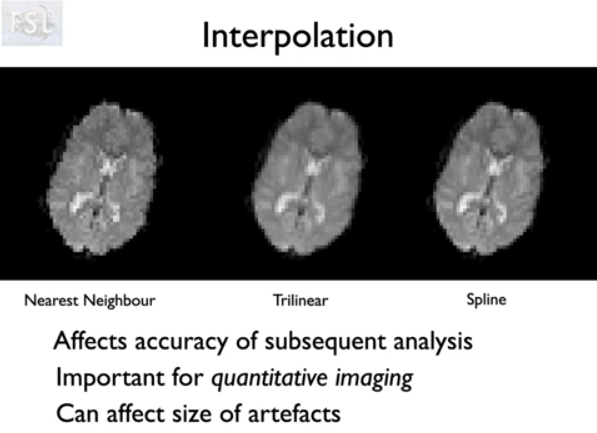 FSL
Interpolation
Nearest Neighbour
Trilinear
Spline
Affects accuracy of subsequent analysis
Important for quantitative imaging
Can affect size of artefacts